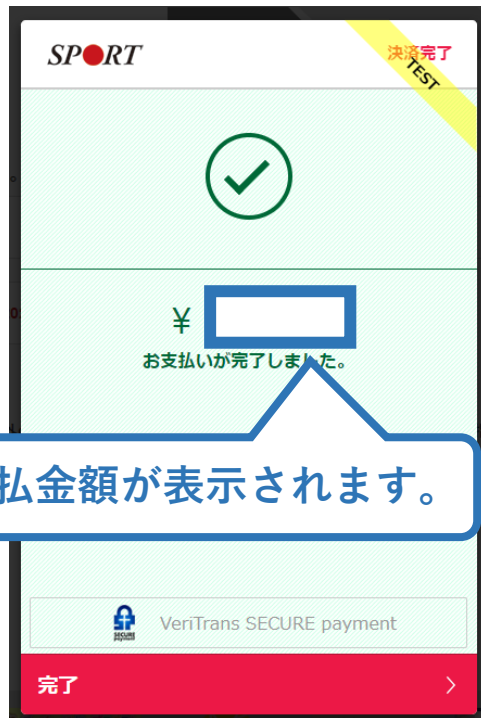 SPORT
決済完了
TEST
¥
お支払いが完了しました。
払金額が表示されます。
VeriTrans SECURE payment
完了